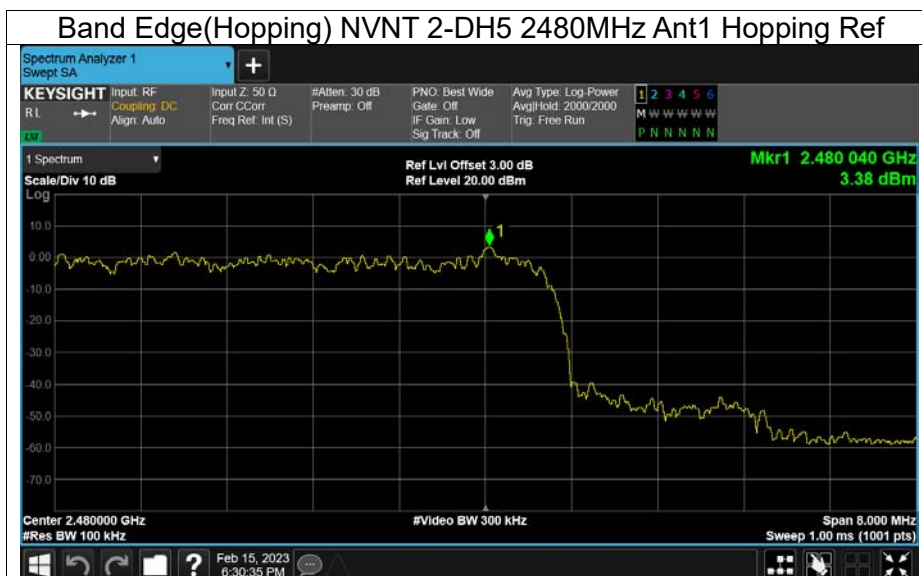 Band Edge(Hopping) NVNT 2-DH5 2480MHz Ant1 Hopping Ref
Spectrum Analyzer 1
Swept SA
+
KEYSIGHT Input: RF Input Z: 50 Ω #Atten: 30 dB PNO: Best Wide Avg Type: Log-Power 1 2 3 4 5 6
R L Coupling: DC Corr CCorr Preamp: Off Gate: Off Avg|Hold: 2000/2000 M W W W W W
Align: Auto Freq Ref: Int (S) IF Gain: Low Trig: Free Run
LXI Sig Track: Off P N N N N N
1 Spectrum Ref Lvl Offset 3.00 dB Mkr1 2.480 040 GHz
Scale/Div 10 dB Ref Level 20.00 dBm 3.38 dBm
Log
10.0
1
0.00
-10.0
-20.0
-30.0
-40.0
-50.0
-60.0
-70.0
Center 2.480000 GHz #Video BW 300 kHz Span 8.000 MHz
#Res BW 100 kHz Sweep 1.00 ms (1001 pts)
? Feb 15, 2023
6:30:35 PM